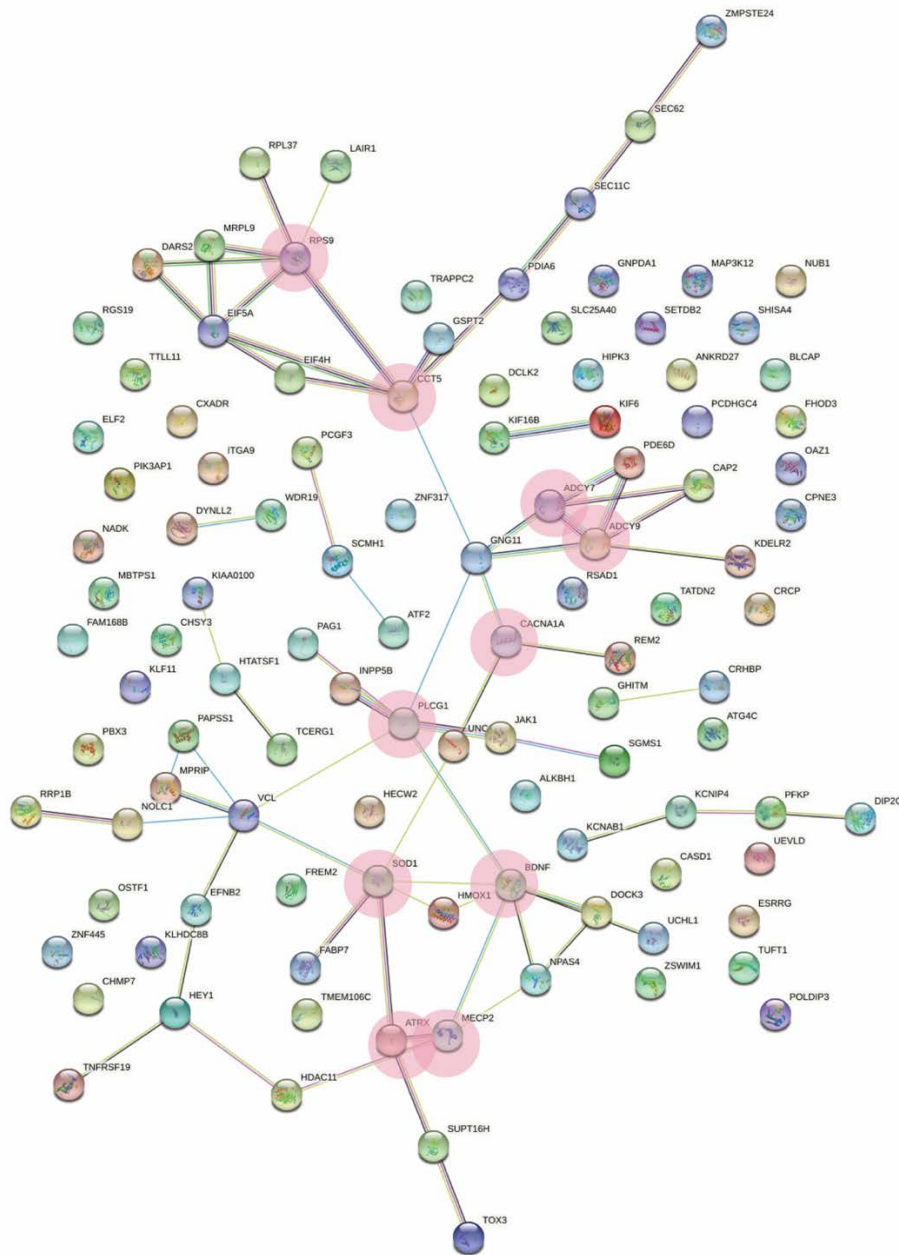 ZMPSTE24
SEC62
RPL37
LAIR1
SEC11C
MRPL9
RPS9
DARS2
PDIA6
GNPDA1
MAP3K12
NUB1
TRAPPC2
RGS19
EIF5A
GSPT2
SLC25A40
SETDB2
SHISA4
TTLL11
EIF4H
CCT5
DCLK2
HIPK3
ANKRD27
BLCAP
CXADR
ELF2
PCGF3
KIF16B
KIF6
PCDHGC4
FHOD3
PIK3AP1
ITGA9
PDE6D
OAZ1
ADCY7
CAP2
DYNLL2
WDR19
ZNF317
CPNE3
NADK
SCMH1
GNG11
ADCY9
KDELR2
MBTPS1
KIAA0100
RSAD1
TATDN2
CRCP
FAM168B
CHSY3
ATF2
PAG1
CACNA1A
REM2
KLF11
HTATSF1
INPP5B
GHITM
CRHBP
PLCG1
PBX3
PAPSS1
TCERG1
UNC
JAK1
SGMS1
ATG4C
MPRIP
RRP1B
NOLC1
VCL
HECW2
ALKBH1
KCNIP4
PFKP
DIP2C
KCNAB1
UEVLD
FREM2
SOD1
BDNF
CASD1
OSTF1
EFNB2
HMOX1
DOCK3
ESRRG
ZNF445
KLHDC8B
FABP7
UCHL1
TUFT1
NPAS4
ZSWIM1
CHMP7
HEY1
TMEM106C
POLDIP3
ATRX
MECP2
TNFRSF19
HDAC11
SUPT16H
TOX3